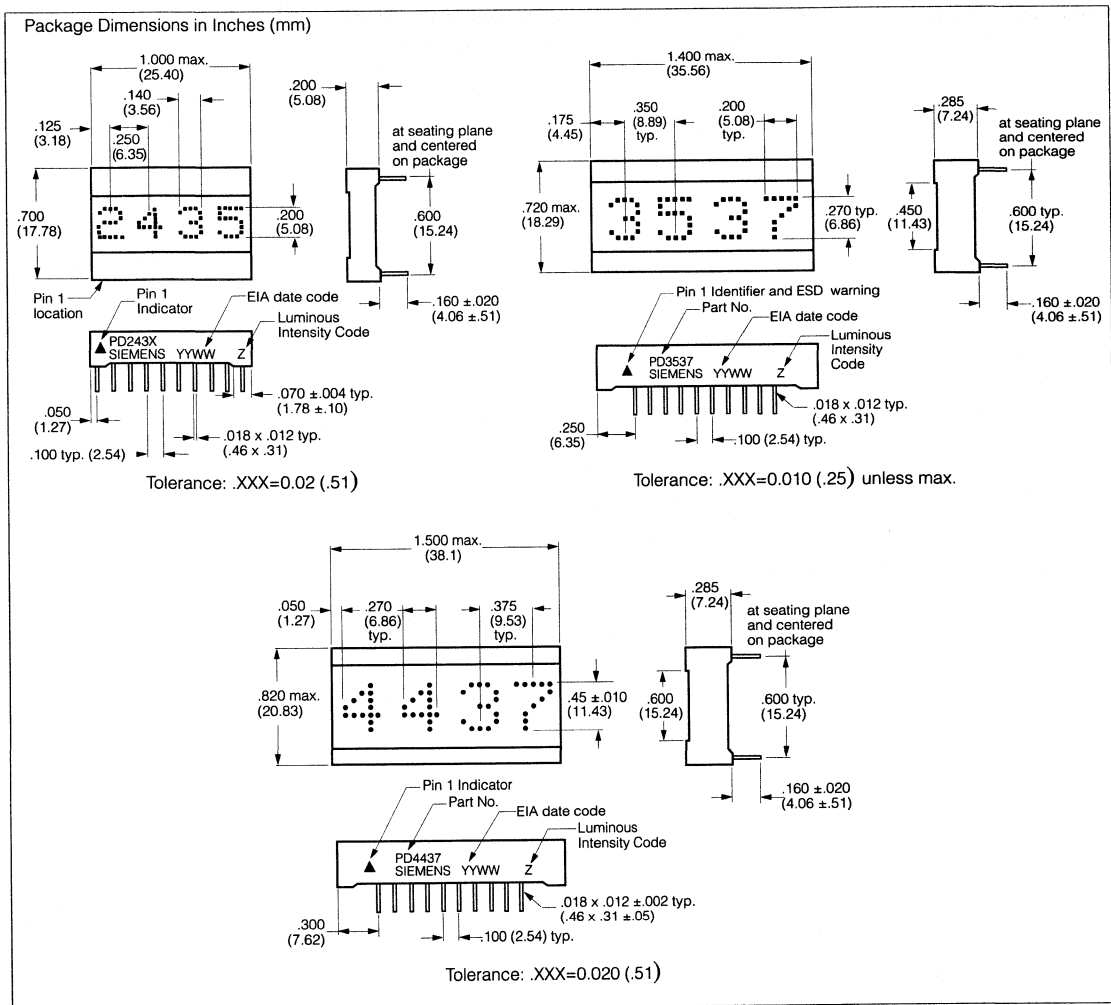 Package Dimensions in Inches (mm)
1.000 max.
(25.40)
.140
(3.56)
.125
(3.18)
.250
(6.35)
.700
(17.78)
2435
.200
(5.08)
Pin 1
location
.200
(5.08)
at seating plane
and centered
on package
.600
(15.24)
.160 ±.020
(4.06 ±.51)
Pin 1
Indicator
EIA date code
Luminous
Intensity Code
PD243X
SIEMENS YYWW Z
.050
(1.27)
.070 ±.004 typ.
(1.78 ±.10)
.018 x .012 typ.
(.46 x .31)
.100 typ. (2.54)
Tolerance: .XXX=0.02 (.51)
1.400 max.
(35.56)
.175
(4.45)
.350
(8.89)
typ.
.200
(5.08)
typ.
.720 max.
(18.29)
3537
.270 typ.
(6.86)
.285
(7.24)
at seating plane
and centered
on package
.450
(11.43)
.600 typ.
(15.24)
.160 ±.020
(4.06 ±.51)
Pin 1 Identifier and ESD warning
Part No.
EIA date code
Luminous
Intensity
Code
PD3537
SIEMENS YYWW Z
.250
(6.35)
.018 x .012 typ.
(.46 x .31)
.100 (2.54) typ.
Tolerance: .XXX=0.010 (.25) unless max.
1.500 max.
(38.1)
.050
(1.27)
.270
(6.86)
typ.
.375
(9.53)
typ.
.820 max.
(20.83)
4437
.45 ±.010
(11.43)
.285
(7.24)
at seating plane
and centered
on package
.600
(15.24)
.600 typ.
(15.24)
.160 ±.020
(4.06 ±.51)
Pin 1 Indicator
Part No.
EIA date code
Luminous
Intensity Code
PD4437
SIEMENS YYWW Z
.300
(7.62)
.018 x .012 ±.002 typ.
(.46 x .31 ±.05)
.100 (2.54) typ.
Tolerance: .XXX=0.020 (.51)